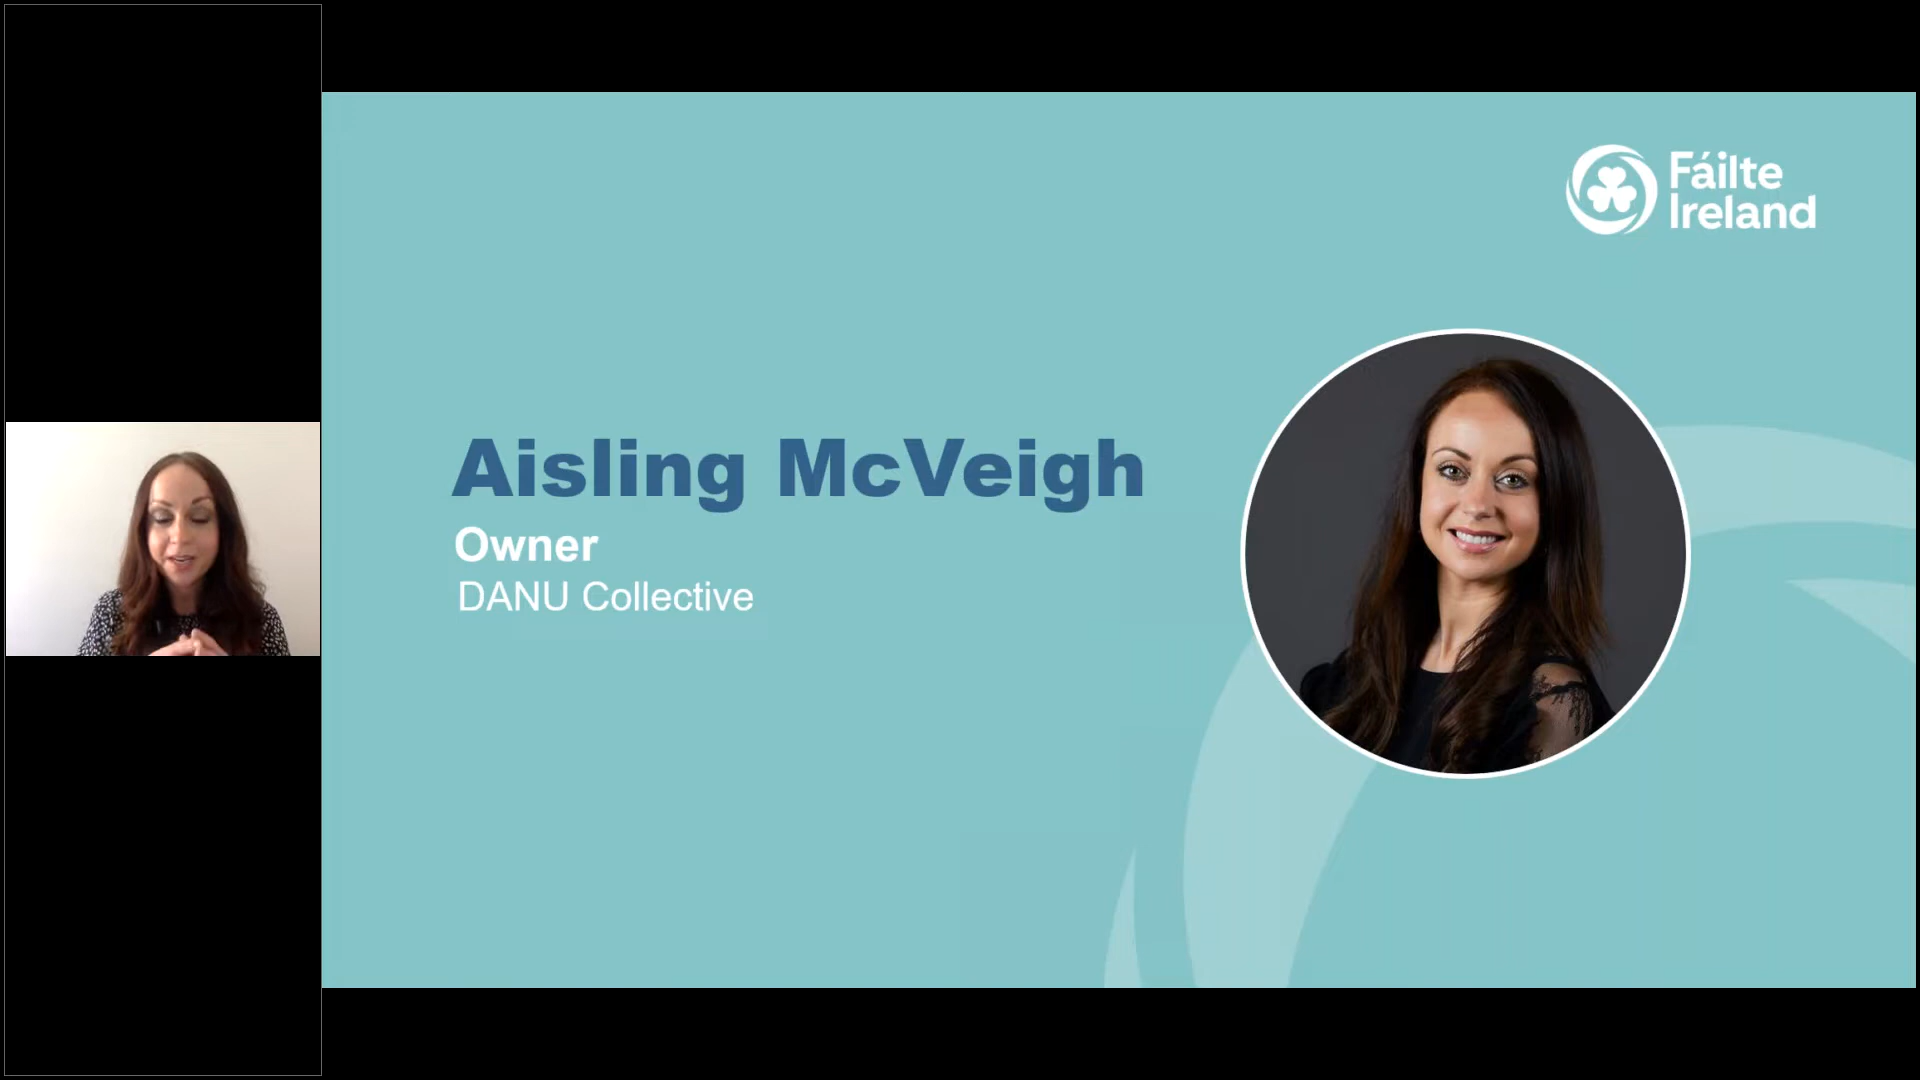 Fáilte
Ireland
Aisling McVeigh
Owner
DANU Collective